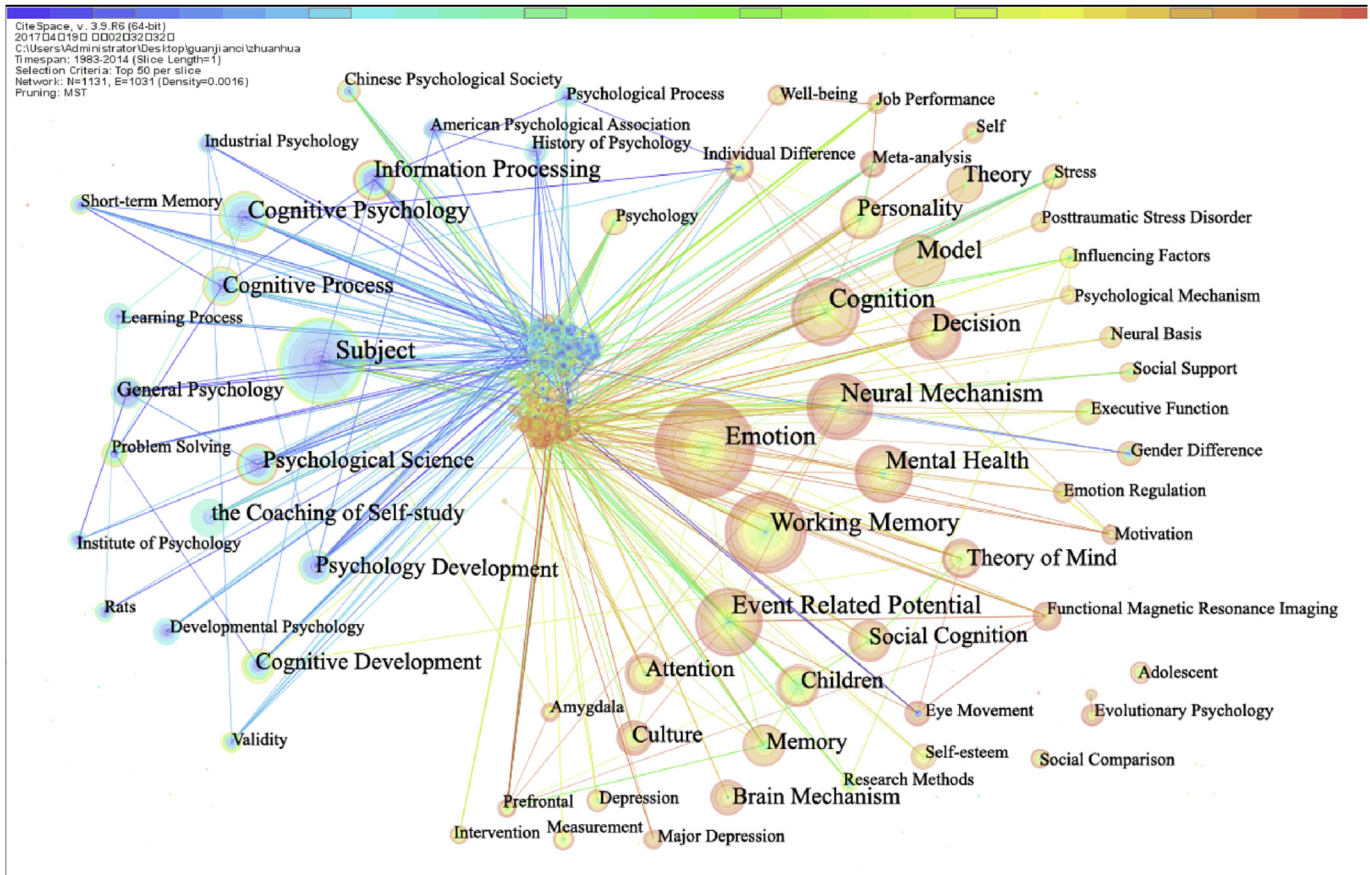 CiteSpace, v. 3.9.R6 (64-bit)
2017□4□19□ □□02□32□32□
C:\Users\Administrator\Desktop\guanjianci\zhuanhua
Timespan: 1983-2014 (Slice Length=1)
Selection Criteria: Top 50 per slice
Network: N=1131, E=1031 (Density=0.0016)
Pruning: MST
Chinese Psychological Society
Psychological Process
Well-being
Job Performance
American Psychological Association
Industrial Psychology
History of Psychology
Self
Individual Difference
Meta-analysis
Information Processing
Theory
Stress
Short-term Memory
Cognitive Psychology
Psychology
Personality
Posttraumatic Stress Disorder
Model
Influencing Factors
Cognitive Process
Cognition
Psychological Mechanism
Learning Process
Decision
Neural Basis
Subject
Social Support
General Psychology
Neural Mechanism
Executive Function
Emotion
Problem Solving
Gender Difference
Psychological Science
Mental Health
Emotion Regulation
the Coaching of Self-study
Working Memory
Motivation
Institute of Psychology
Psychology Development
Theory of Mind
Rats
Event Related Potential
Functional Magnetic Resonance Imaging
Developmental Psychology
Social Cognition
Cognitive Development
Attention
Children
Adolescent
Amygdala
Eye Movement
Evolutionary Psychology
Validity
Culture
Memory
Self-esteem
Social Comparison
Research Methods
Prefrontal
Depression
Brain Mechanism
Intervention
Measurement
Major Depression